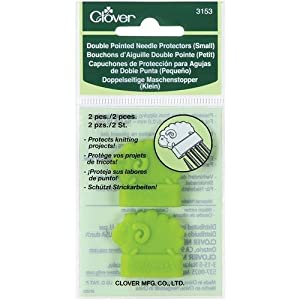 Clover
3153
Double Pointed Needle Protectors (Small)
Bouchons d'Aiguille Double Pointe (Petit)
Capuchones de Protección para Agujas
de Doble Punta (Pequeño)
Doppelseitige Maschenstopper
(Klein)
2 pcs./2 pces.
2 pzs./2 St.
- Protects knitting
projects!
- Protège vos projets
de tricots!
- ¡Proteja sus labores
de punto!
- Schützt Strickarbeiten!
CLOVER MFG. CO., LTD.